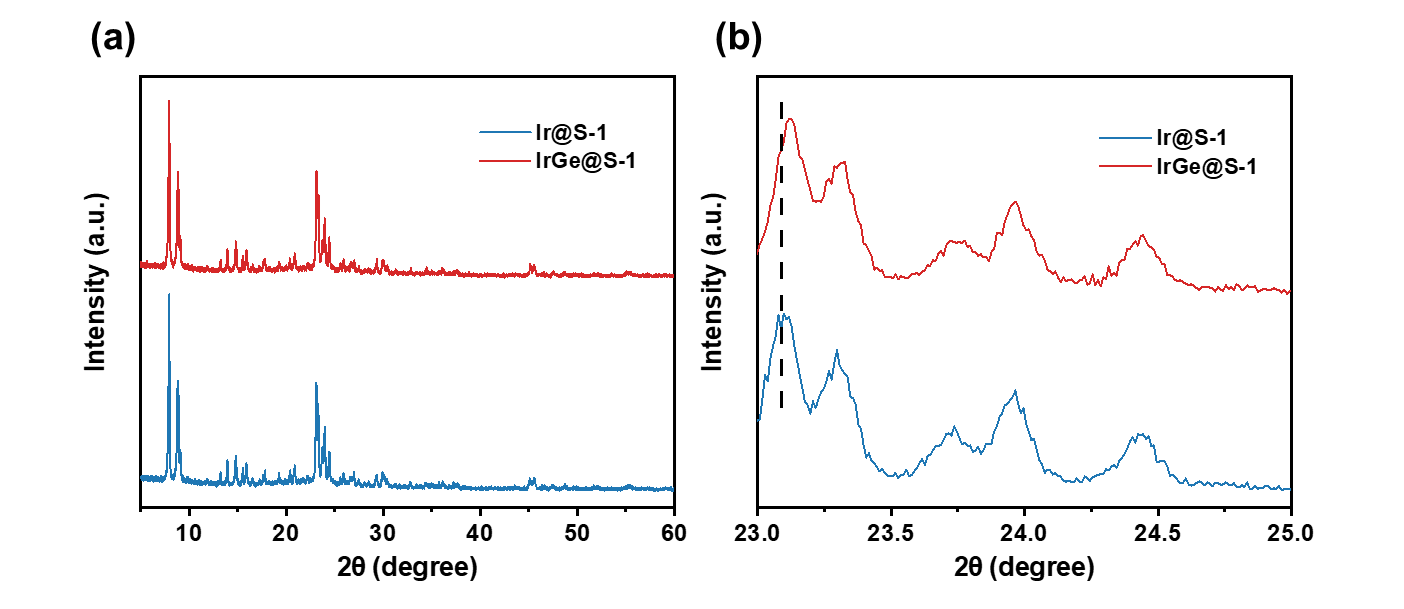 (a)
Intensity (a.u.)
Ir@S-1
IrGe@S-1
10 20 30 40 50 60
2θ (degree)
(b)
Intensity (a.u.)
Ir@S-1
IrGe@S-1
23.0 23.5 24.0 24.5 25.0
2θ (degree)